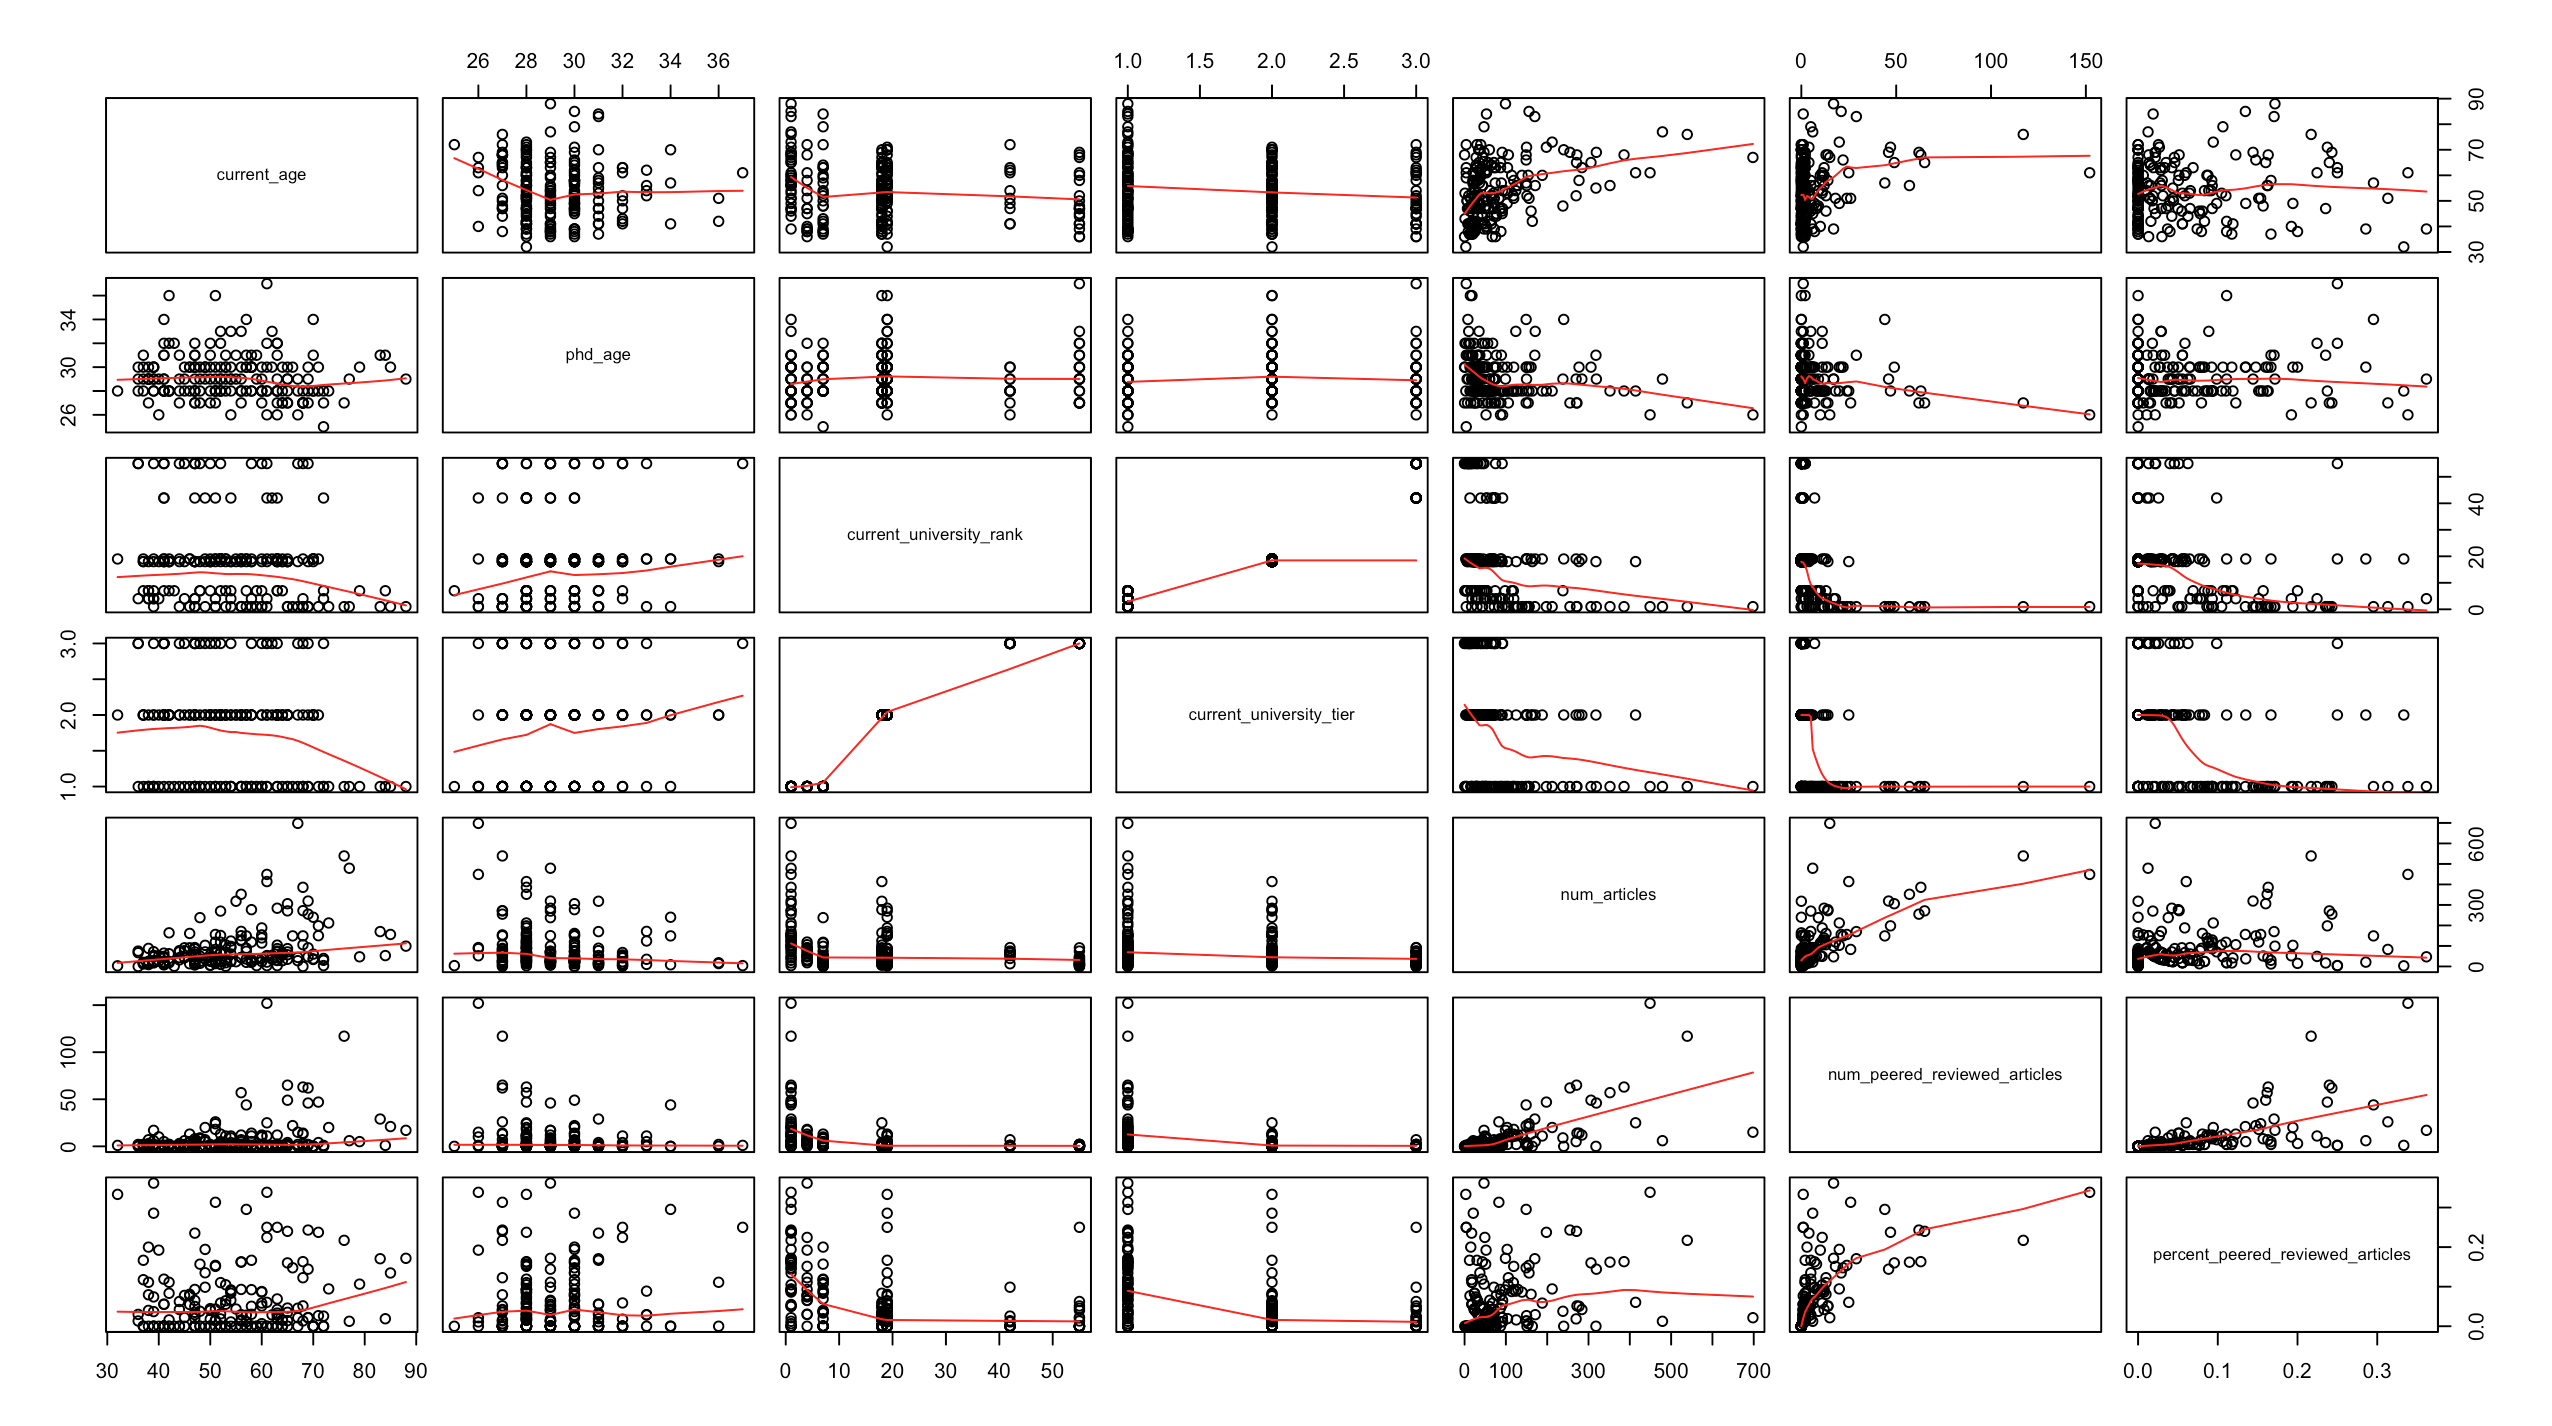 26 28 30 32 34 36 1.0 1.5 2.0 2.5 3.0 0 50 100 150
current_age
30 50 70 90
phd_age
26 30 34
current_university_rank
0 20 40
current_university_tier
1.0 2.0 3.0
num_articles
0 300 600
num_peered_reviewed_articles
0 50 100
percent_peered_reviewed_articles
0.0 0.2
30 40 50 60 70 80 90 0 10 20 30 40 50 0 100 300 500 700 0.0 0.1 0.2 0.3